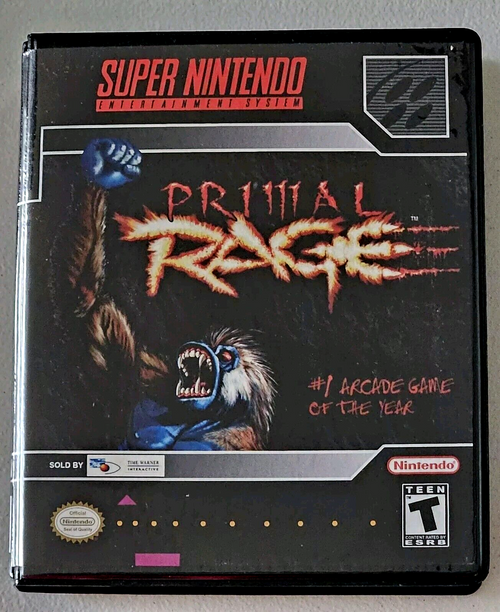 SUPER NINTENDO
ENTERTAINMENT SYSTEM
PRIMAL
RAGE
TM
#1 ARCADE GAME
OF THE YEAR
SOLD BY
TIME WARNER
INTERACTIVE
Nintendo
Official
Nintendo
Seal of Quality
TEEN
T
CONTENT RATED BY
ESRB